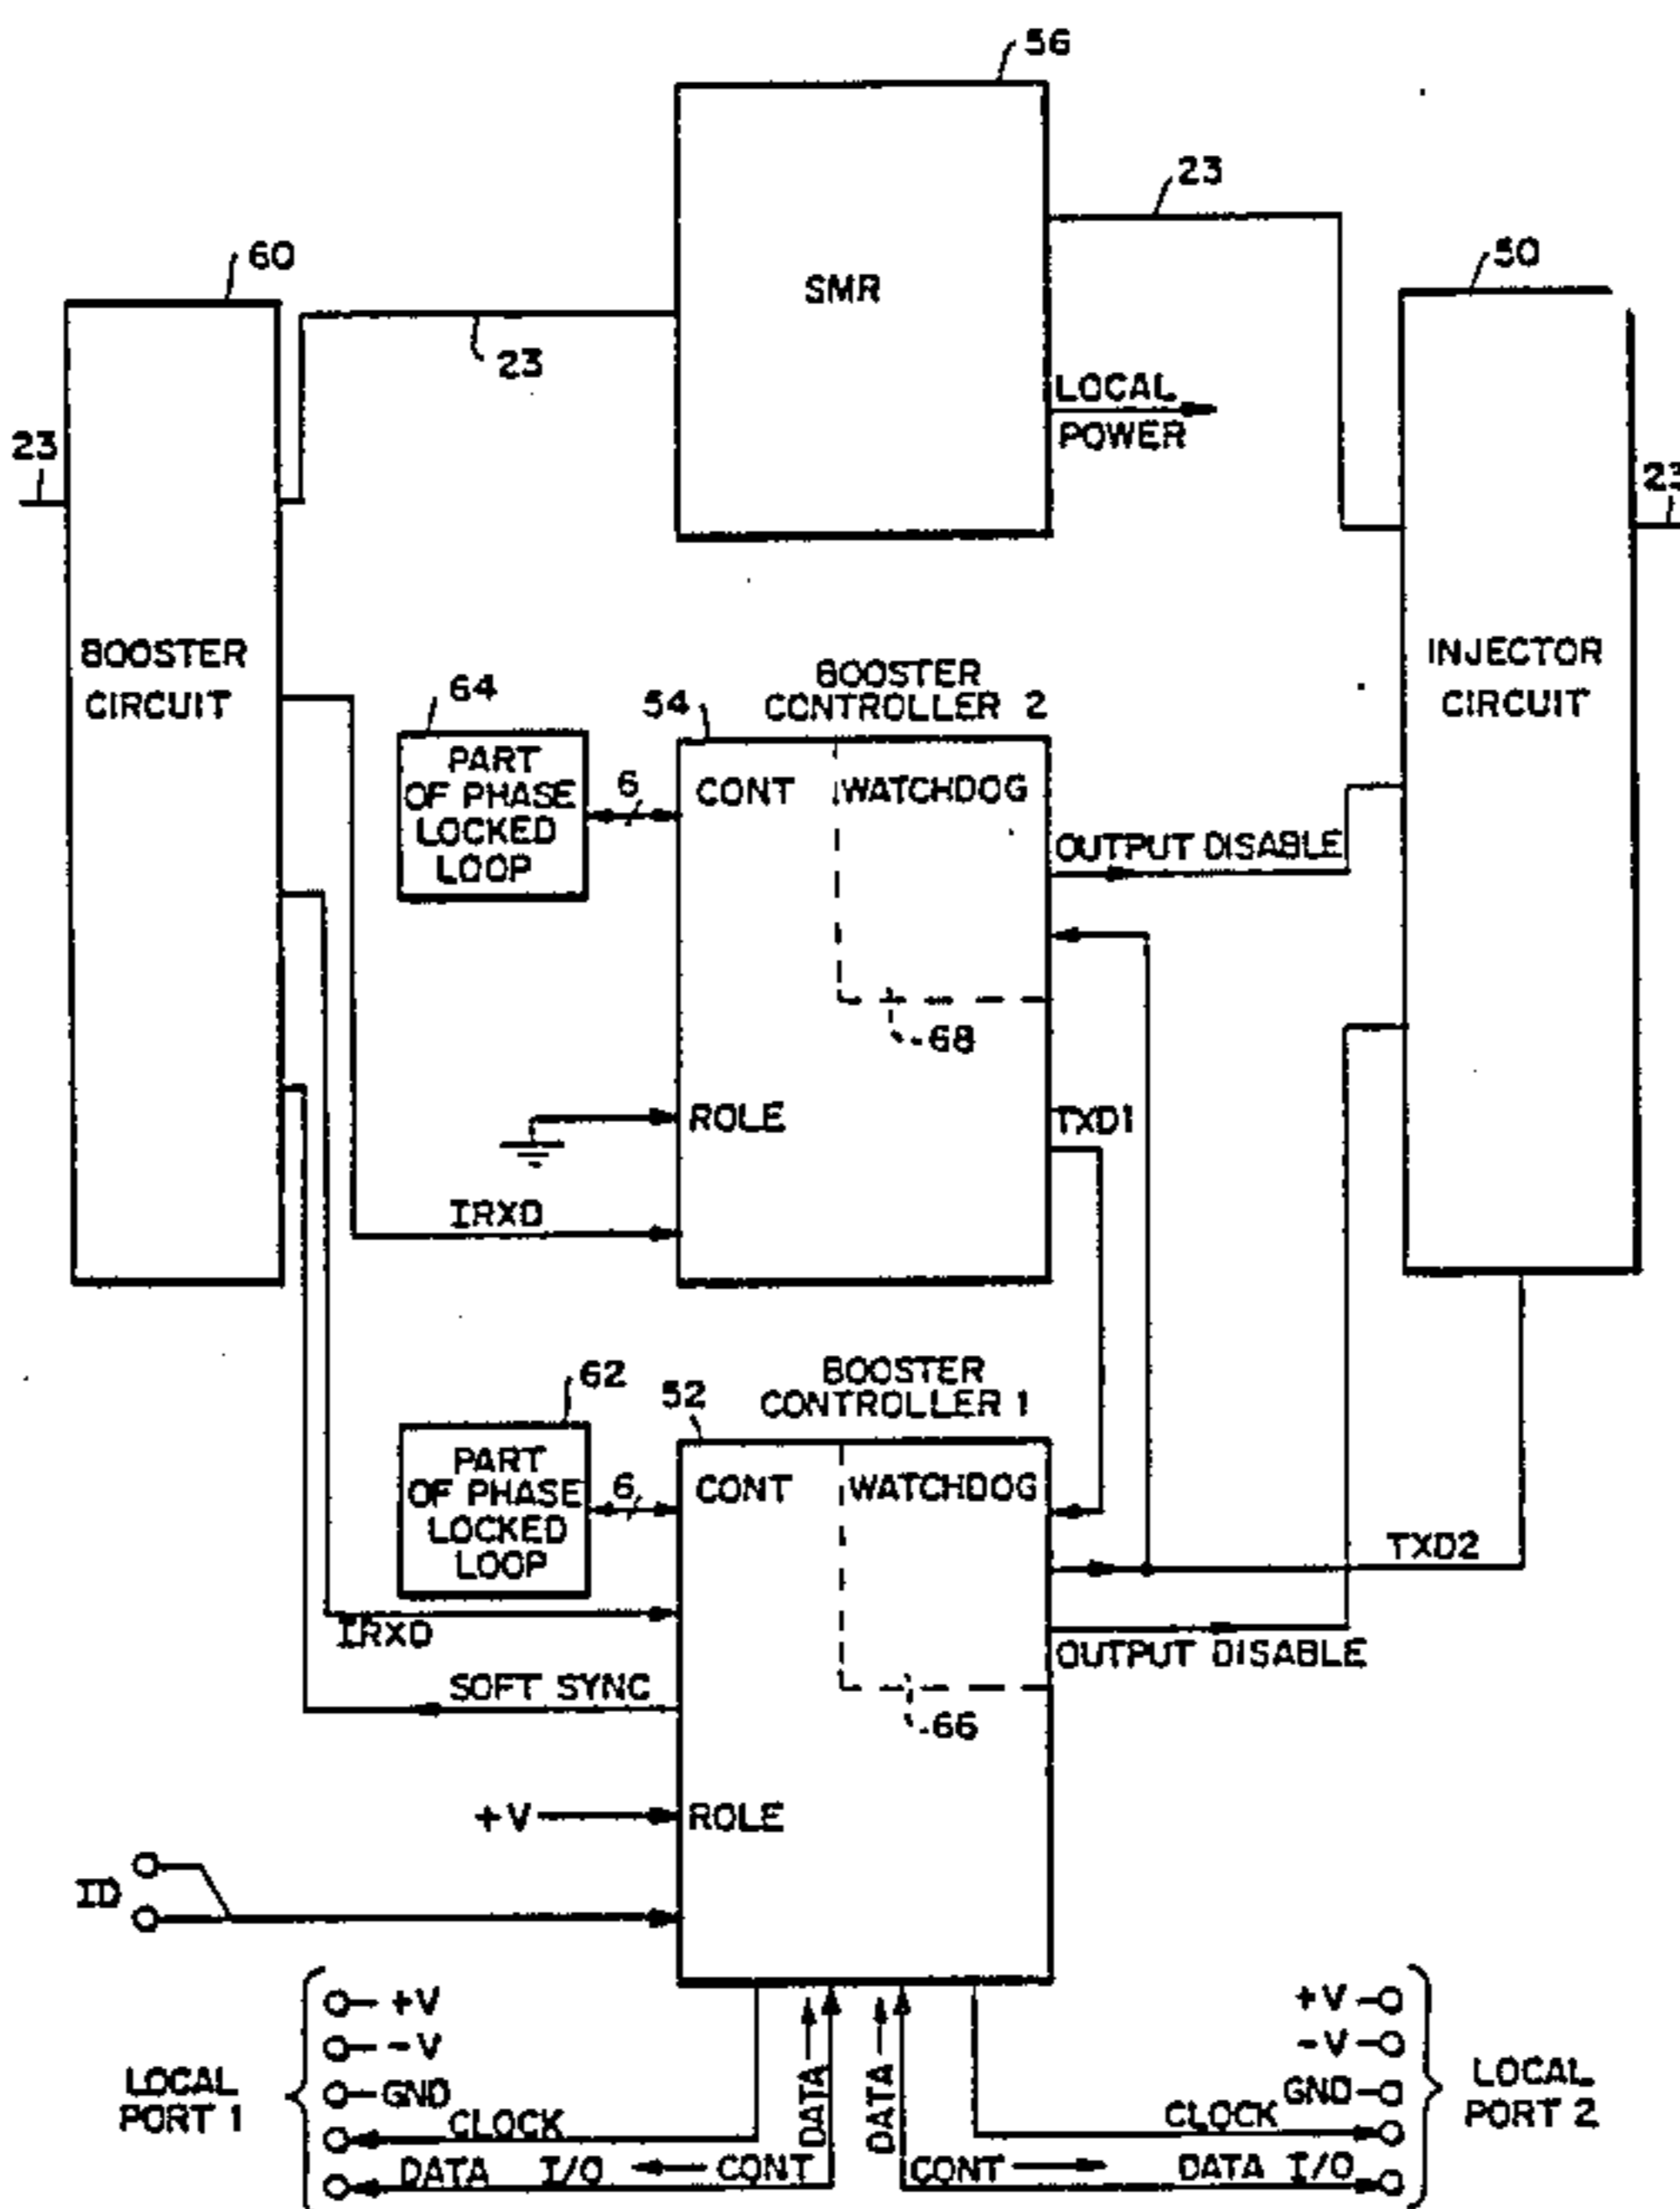 56
23
60
50
SMR
23
LOCAL
POWER
23
23
BOOSTER
CIRCUIT
INJECTOR
CIRCUIT
BOOSTER
CONTROLLER 2
64
54
PART
OF PHASE
LOCKED
LOOP
6
CONT
WATCHDOG
OUTPUT DISABLE
68
ROLE
TXD1
IRXD
BOOSTER
CONTROLLER 1
62
52
PART
OF PHASE
LOCKED
LOOP
6
CONT
WATCHDOG
TXD2
IRXD
OUTPUT DISABLE
SOFT SYNC
66
+V
ROLE
ID
LOCAL
PORT 1
+V
-V
GND
CLOCK
DATA I/O
CONT
DATA
DATA
CONT
+V
-V
GND
CLOCK
DATA I/O
LOCAL
PORT 2